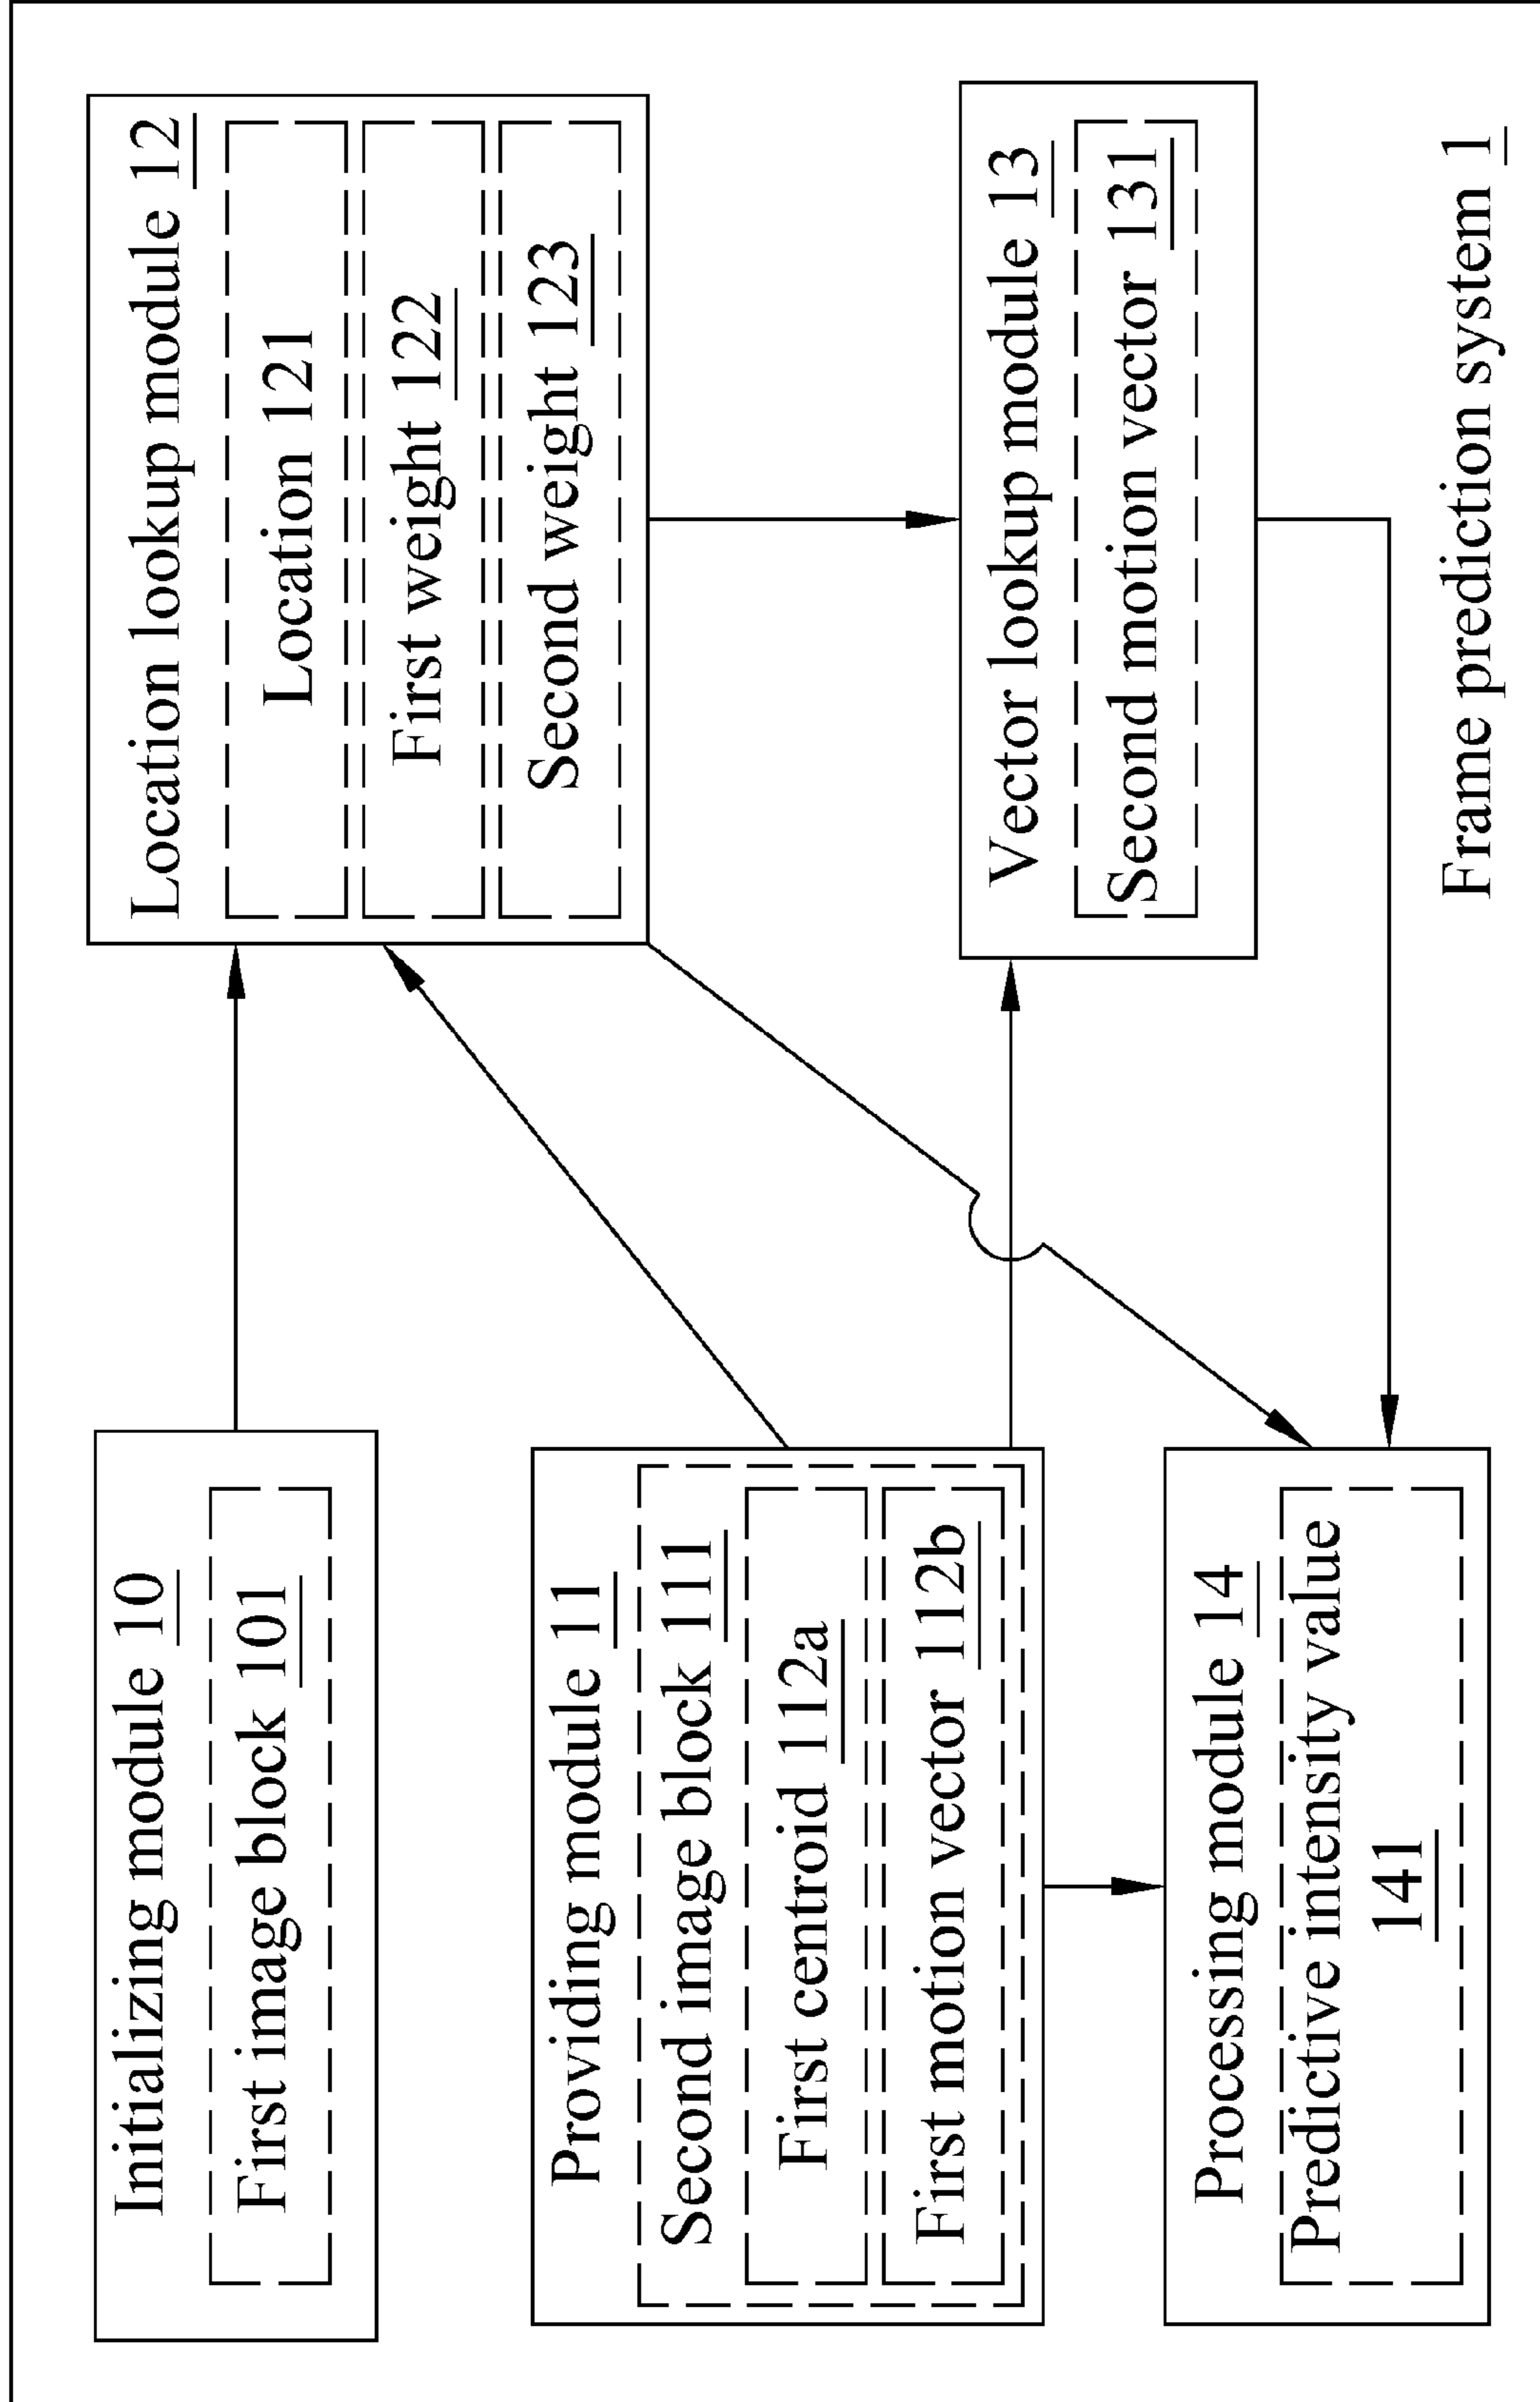 Initializing module 10
First image block 101
Providing module 11
Second image block 111
First centroid 112a
First motion vector 112b
Processing module 14
Predictive intensity value
141
Location lookup module 12
Location 121
First weight 122
Second weight 123
Vector lookup module 13
Second motion vector 131
Frame prediction system 1